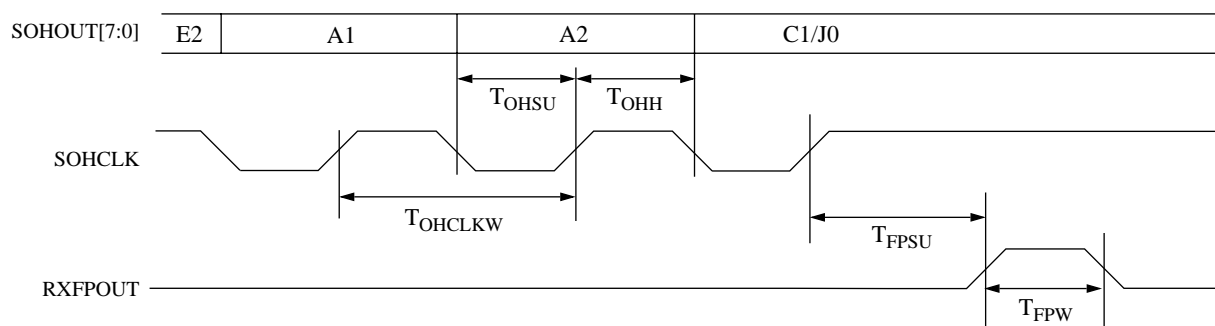 SOHOUT[7:0] E2 A1 A2 C1/J0
TOHSU TOHH
SOHCLK
TOHCLKW
TFPSU
RXFPOUT
TFPW